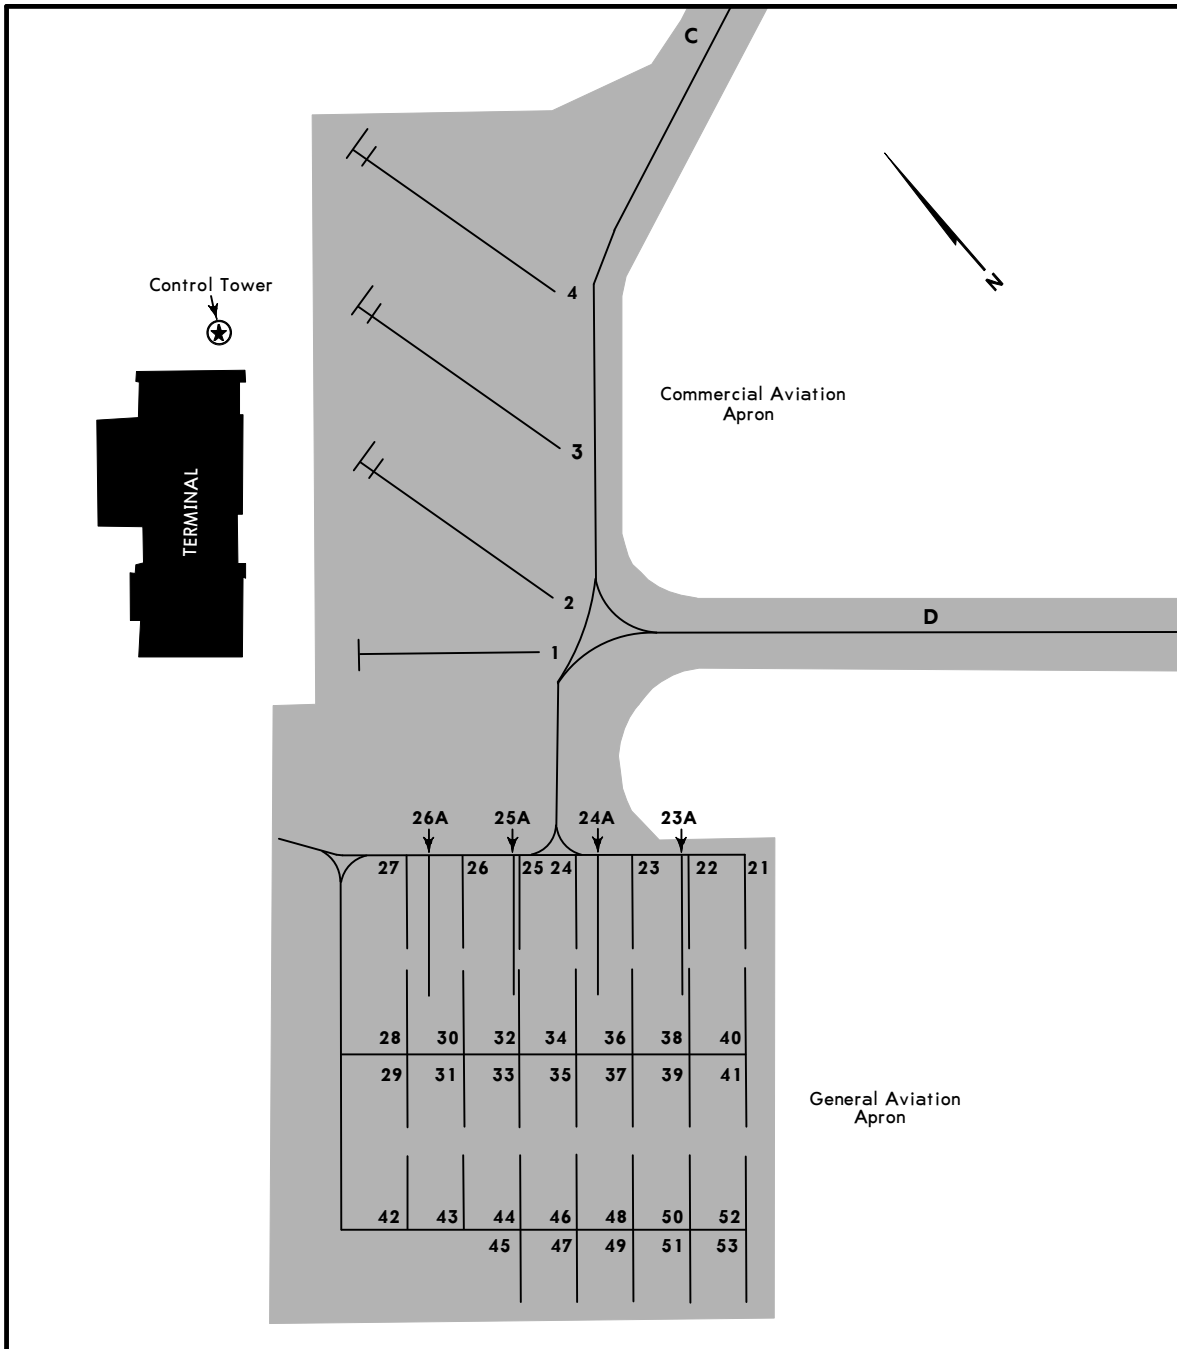 C
N
Control Tower
4
Commercial Aviation
Apron
3
TERMINAL
2
D
1
26A 25A 24A 23A
27 26 25 24 23 22 21
28 30 32 34 36 38 40
29 31 33 35 37 39 41
General Aviation
Apron
42 43 44 46 48 50 52
45 47 49 51 53